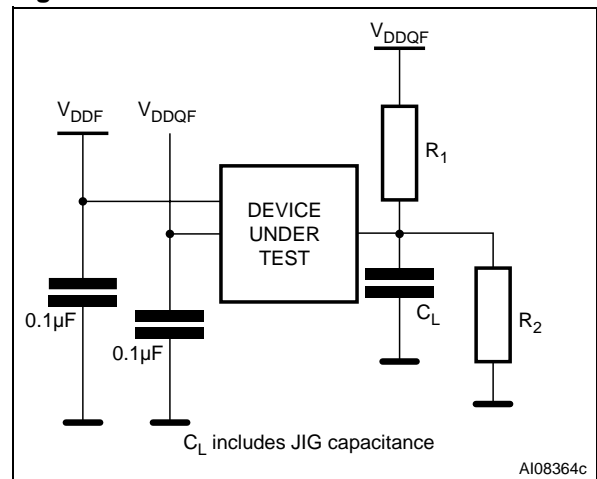 V_DDQF
V_DDF
V_DDQF
R_1
DEVICE
UNDER
TEST
0.1µF
0.1µF
C_L
R_2
C_L includes JIG capacitance
AI08364c